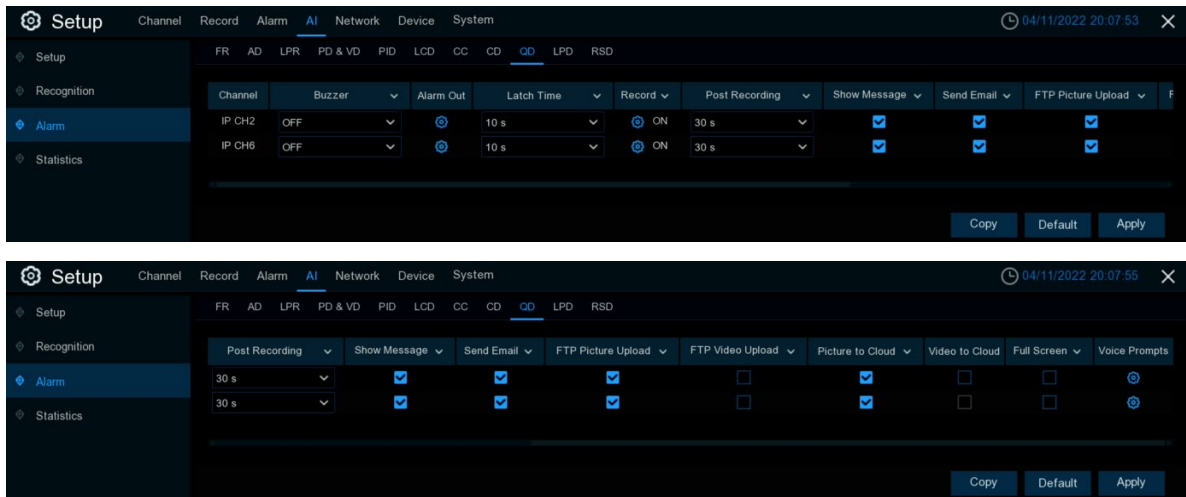 Setup Channel Record Alarm AI Network Device System 04/11/2022 20:07:53
Setup FR AD LPR PD & VD PID LCD CC CD QD LPD RSD
Recognition Channel Buzzer Alarm Out Latch Time Record Post Recording Show Message Send Email FTP Picture Upload F
Alarm IP CH2 OFF 10 s ON 30 s
Statistics IP CH6 OFF 10 s ON 30 s
Copy Default Apply
Setup Channel Record Alarm AI Network Device System 04/11/2022 20:07:55
Setup FR AD LPR PD & VD PID LCD CC CD QD LPD RSD
Recognition Post Recording Show Message Send Email FTP Picture Upload FTP Video Upload Picture to Cloud Video to Cloud Full Screen Voice Prompts
Alarm 30 s
Statistics 30 s
Copy Default Apply